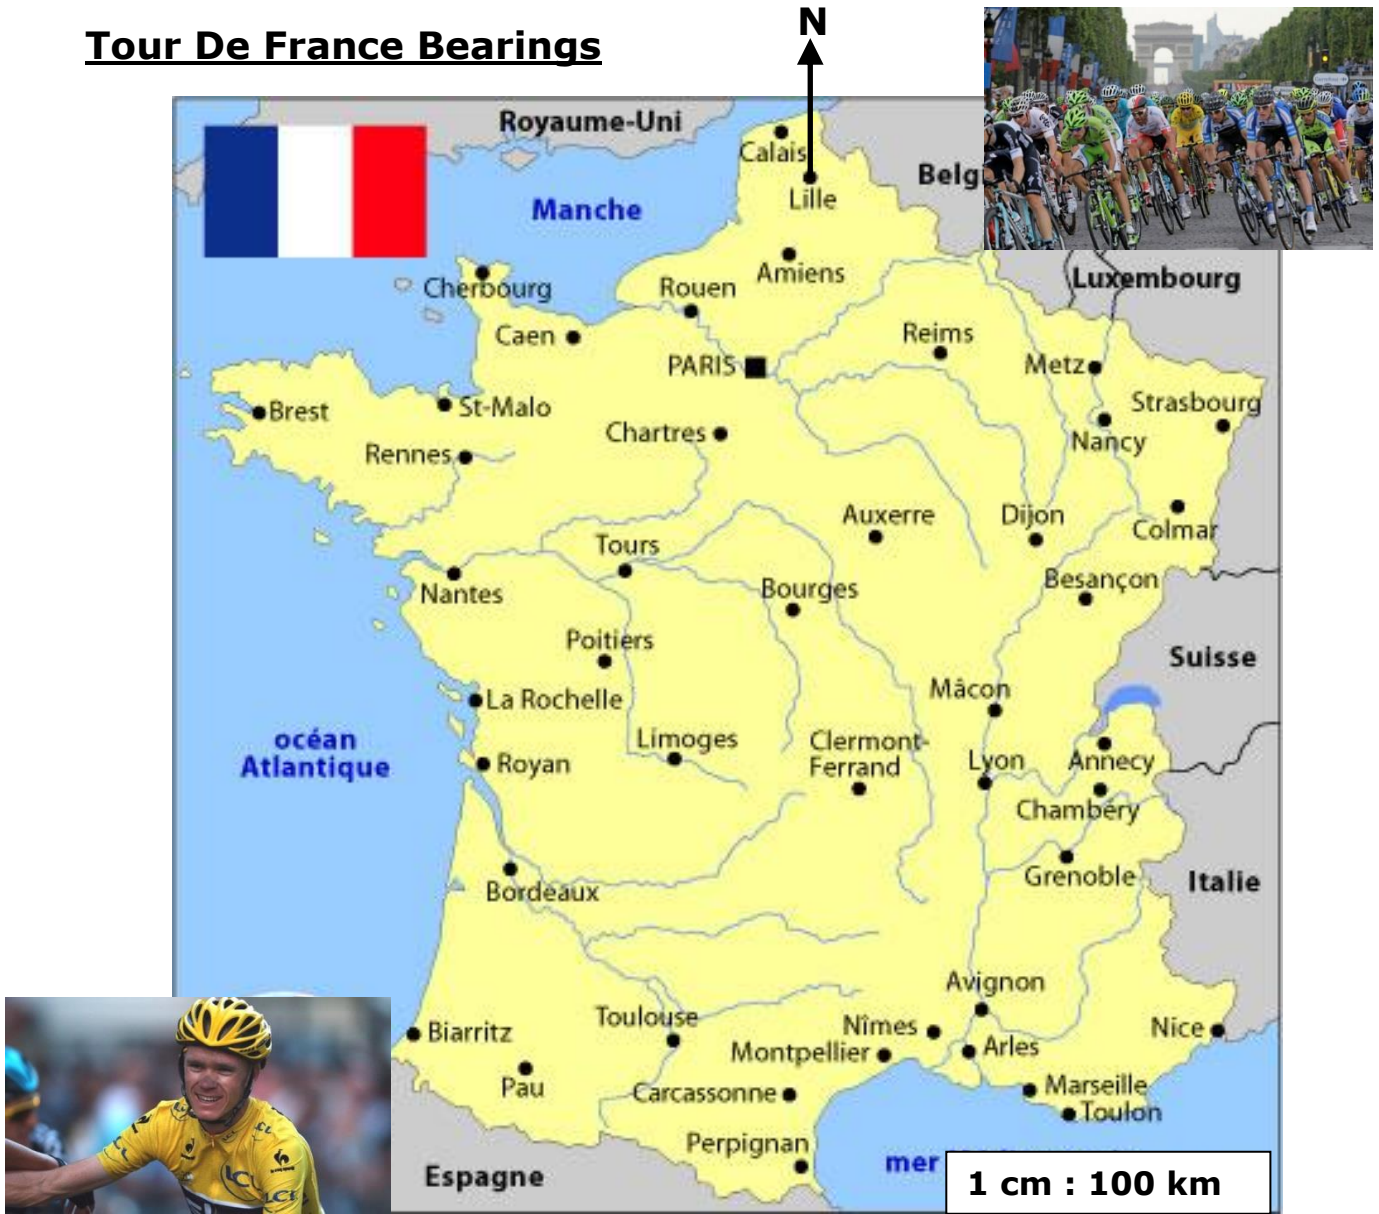 Tour De France Bearings
N
Royaume-Uni
Calais
Lille
Belg
Manche
Amiens
Luxembourg
Cherbourg
Rouen
Caen
Reims
PARIS
Metz
Brest
St-Malo
Strasbourg
Chartres
Nancy
Rennes
Auxerre
Dijon
Colmar
Tours
Nantes
Bourges
Besançon
Poitiers
Suisse
La Rochelle
Mâcon
océan
Atlantique
Limoges
Clermont-
Ferrand
Royan
Lyon
Annecy
Chambéry
Grenoble
Italie
Bordeaux
Avignon
Toulouse
Nîmes
Nice
Biarritz
Montpellier
Arles
Pau
Carcassonne
Marseille
Toulon
Perpignan
Espagne
mer
1 cm : 100 km
LCL